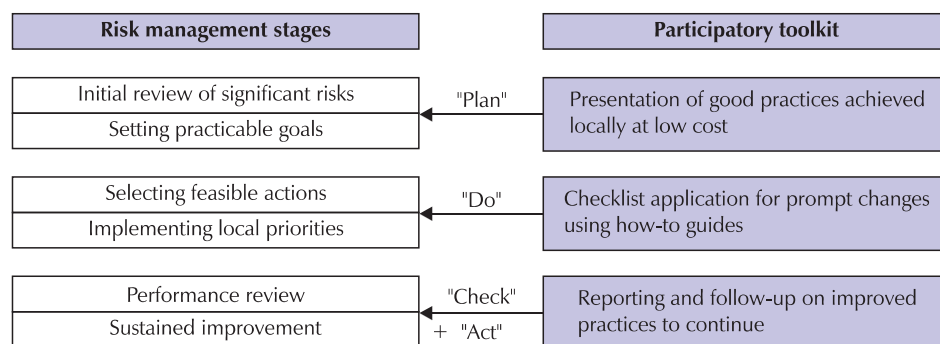 Risk management stages
Participatory toolkit
Initial review of significant risks
Setting practicable goals
"Plan"
Presentation of good practices achieved
locally at low cost
Selecting feasible actions
Implementing local priorities
"Do"
Checklist application for prompt changes
using how-to guides
Performance review
Sustained improvement
"Check"
+ "Act"
Reporting and follow-up on improved
practices to continue